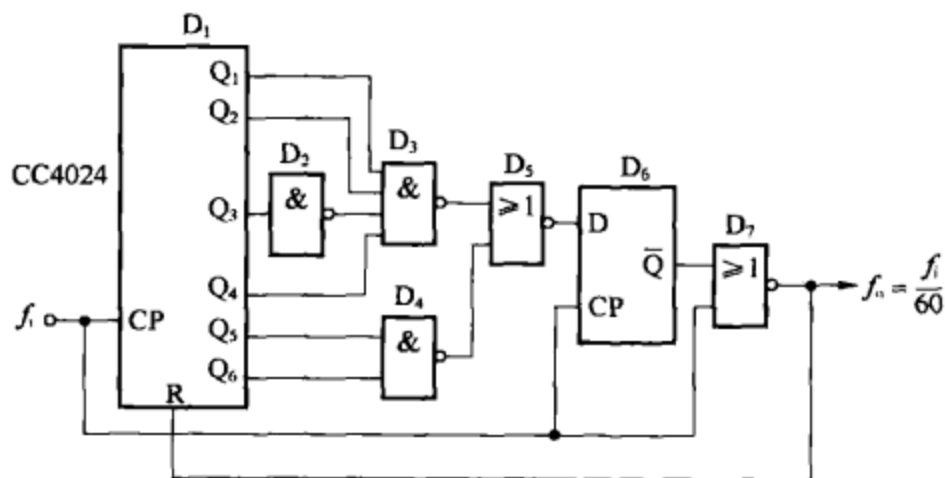 D₁
CC4024
Q₁
Q₂
Q₃
Q₄
Q₅
Q₆
CP
R
D₂
&
D₃
&
D₄
&
D₅
⩾1
D₆
D
Q̄
CP
D₇
⩾1
fᵢ
fₒ = fᵢ/60